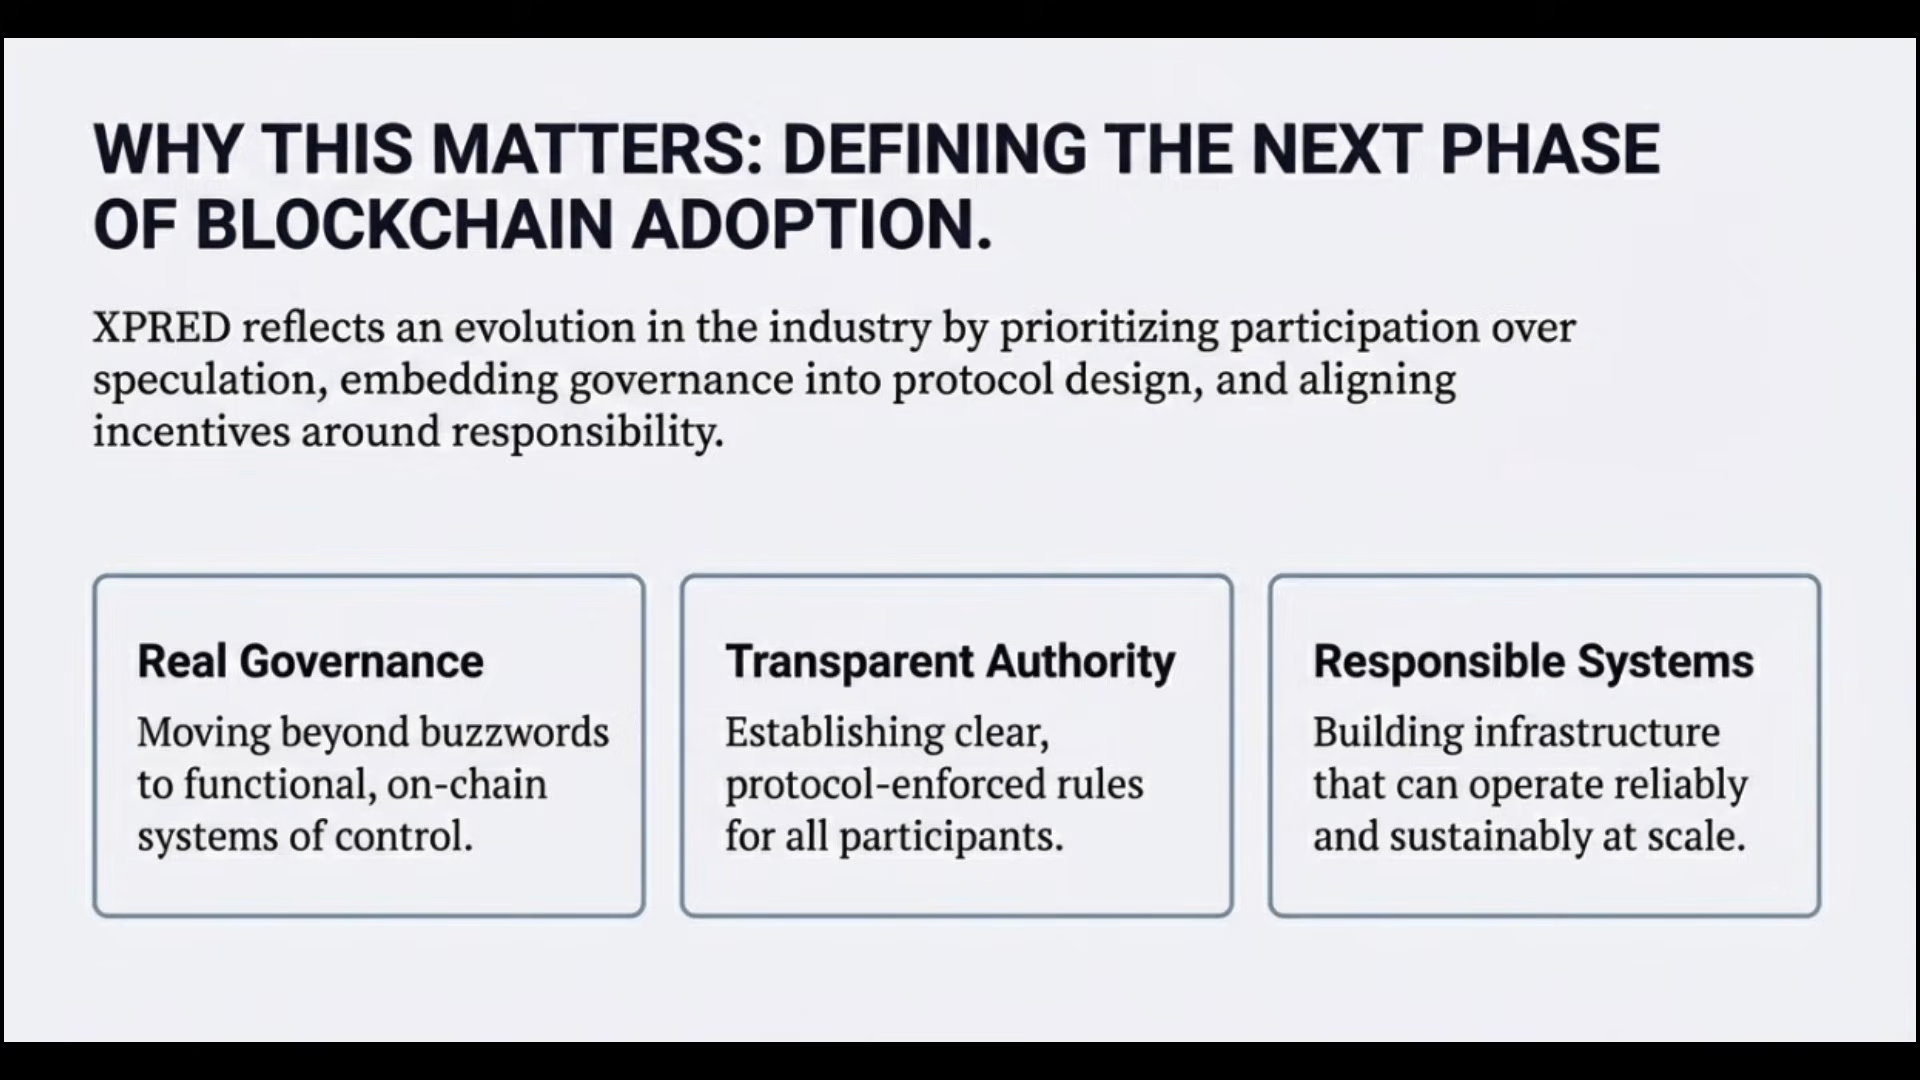 WHY THIS MATTERS: DEFINING THE NEXT PHASE
OF BLOCKCHAIN ADOPTION.
XPRED reflects an evolution in the industry by prioritizing participation over
speculation, embedding governance into protocol design, and aligning
incentives around responsibility.
Real Governance
Moving beyond buzzwords
to functional, on-chain
systems of control.
Transparent Authority
Establishing clear,
protocol-enforced rules
for all participants.
Responsible Systems
Building infrastructure
that can operate reliably
and sustainably at scale.